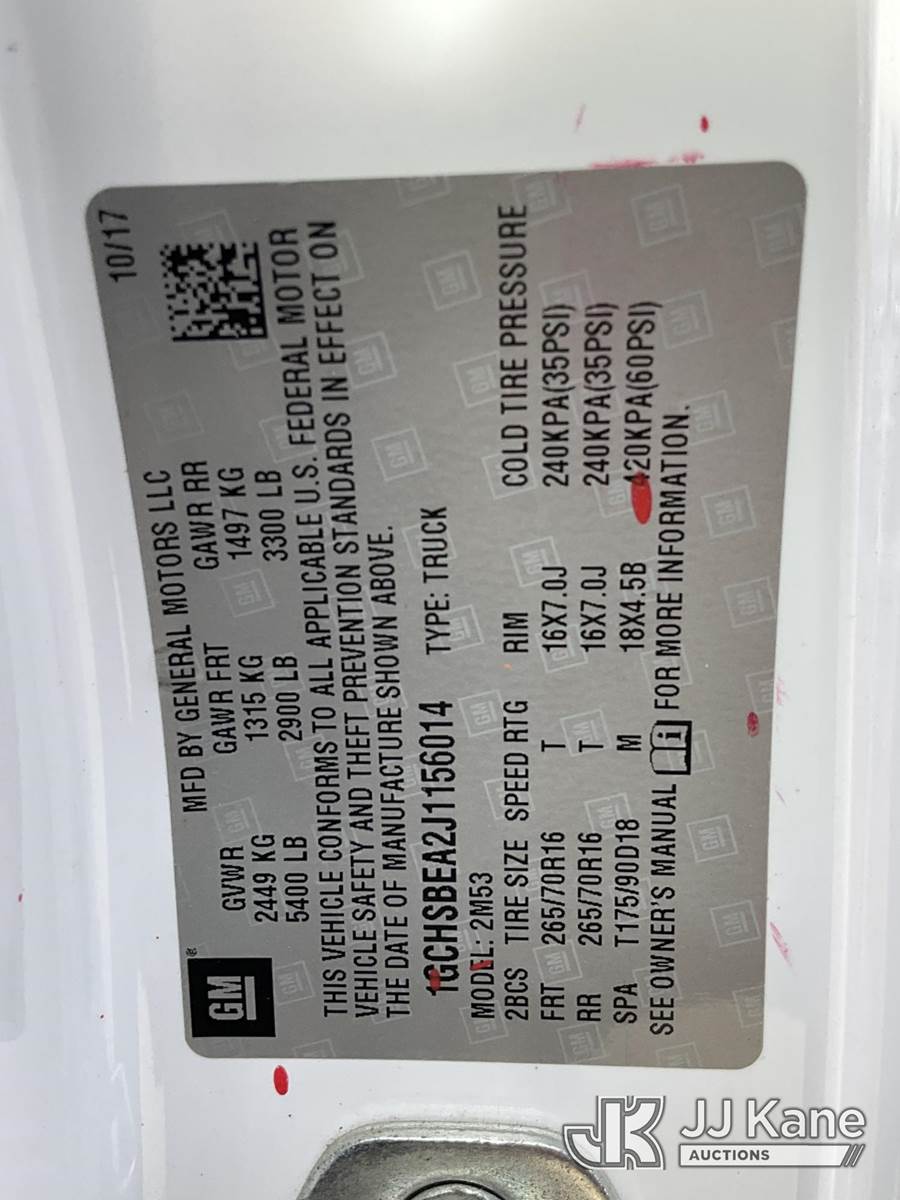 10/17
MFD BY GENERAL MOTORS LLC
GM
®
GVWR GAWR FRT GAWR RR
2449 KG 1315 KG 1497 KG
5400 LB 2900 LB 3300 LB
THIS VEHICLE CONFORMS TO ALL APPLICABLE U.S. FEDERAL MOTOR
VEHICLE SAFETY AND THEFT PREVENTION STANDARDS IN EFFECT ON
THE DATE OF MANUFACTURE SHOWN ABOVE.
1GCHSBEA2J1156014 TYPE: TRUCK
MODEL: 2M53
2BCS TIRE SIZE SPEED RTG RIM COLD TIRE PRESSURE
FRT 265/70R16 T 16X7.0J 240KPA(35PSI)
RR 265/70R16 T 16X7.0J 240KPA(35PSI)
SPA T175/90D18 M 18X4.5B 420KPA(60PSI)
SEE OWNER'S MANUAL i FOR MORE INFORMATION.
JK JJ Kane
AUCTIONS